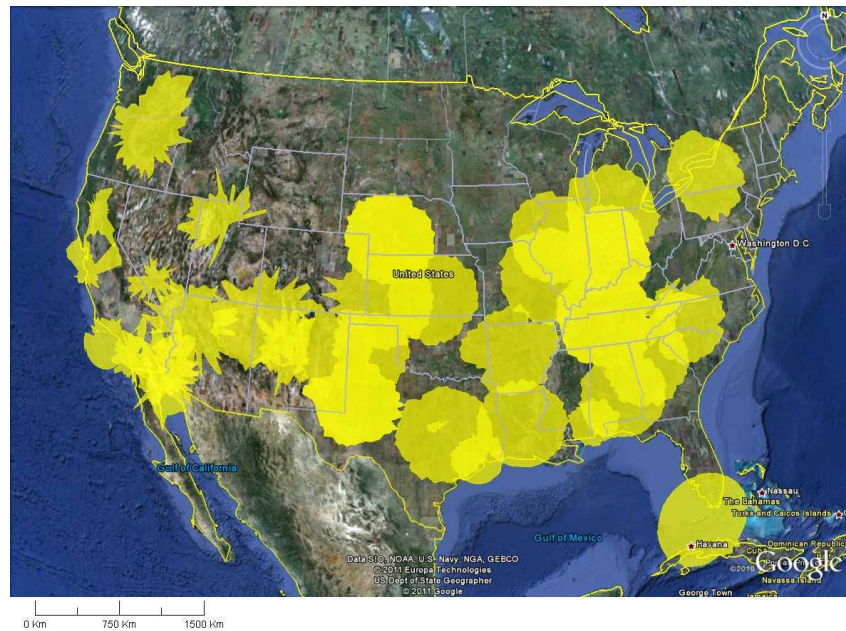 N
Washington D.C.
United States
Gulf of California
Nassau
The Bahamas
Turks and Caicos Islands
Gulf of Mexico
Havana
Dominican Republic
Cuba
Data SIO, NOAA, U.S. Navy, NGA, GEBCO
© 2011 Europa Technologies
US Dept of State Geographer
© 2011 Google
©2010 Google
Navassa Island
George Town
Jamaica
0 Km
750 Km
1500 Km